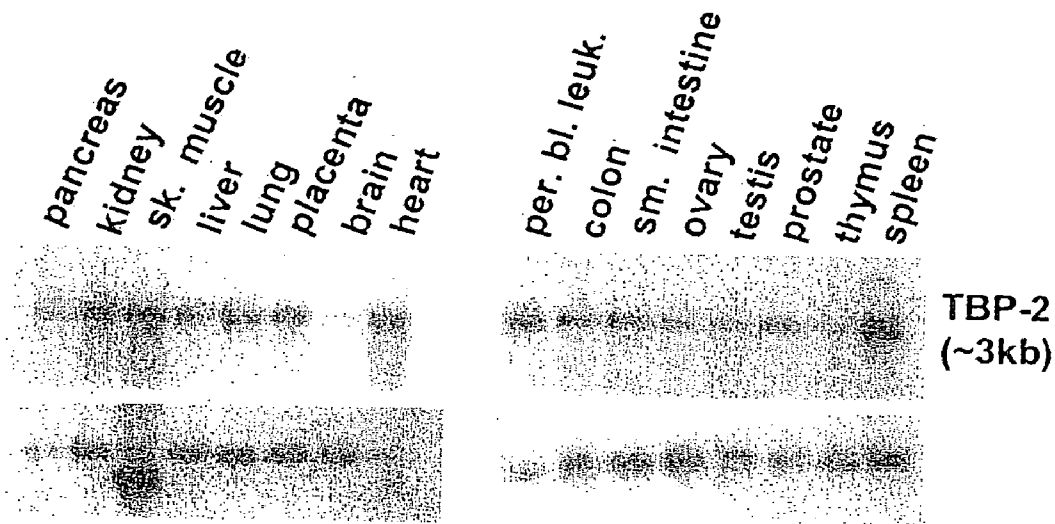 pancreas
kidney
sk. muscle
liver
lung
placenta
brain
heart
per. bl. leuk.
colon
sm. intestine
ovary
testis
prostate
thymus
spleen
TBP-2
(~3kb)